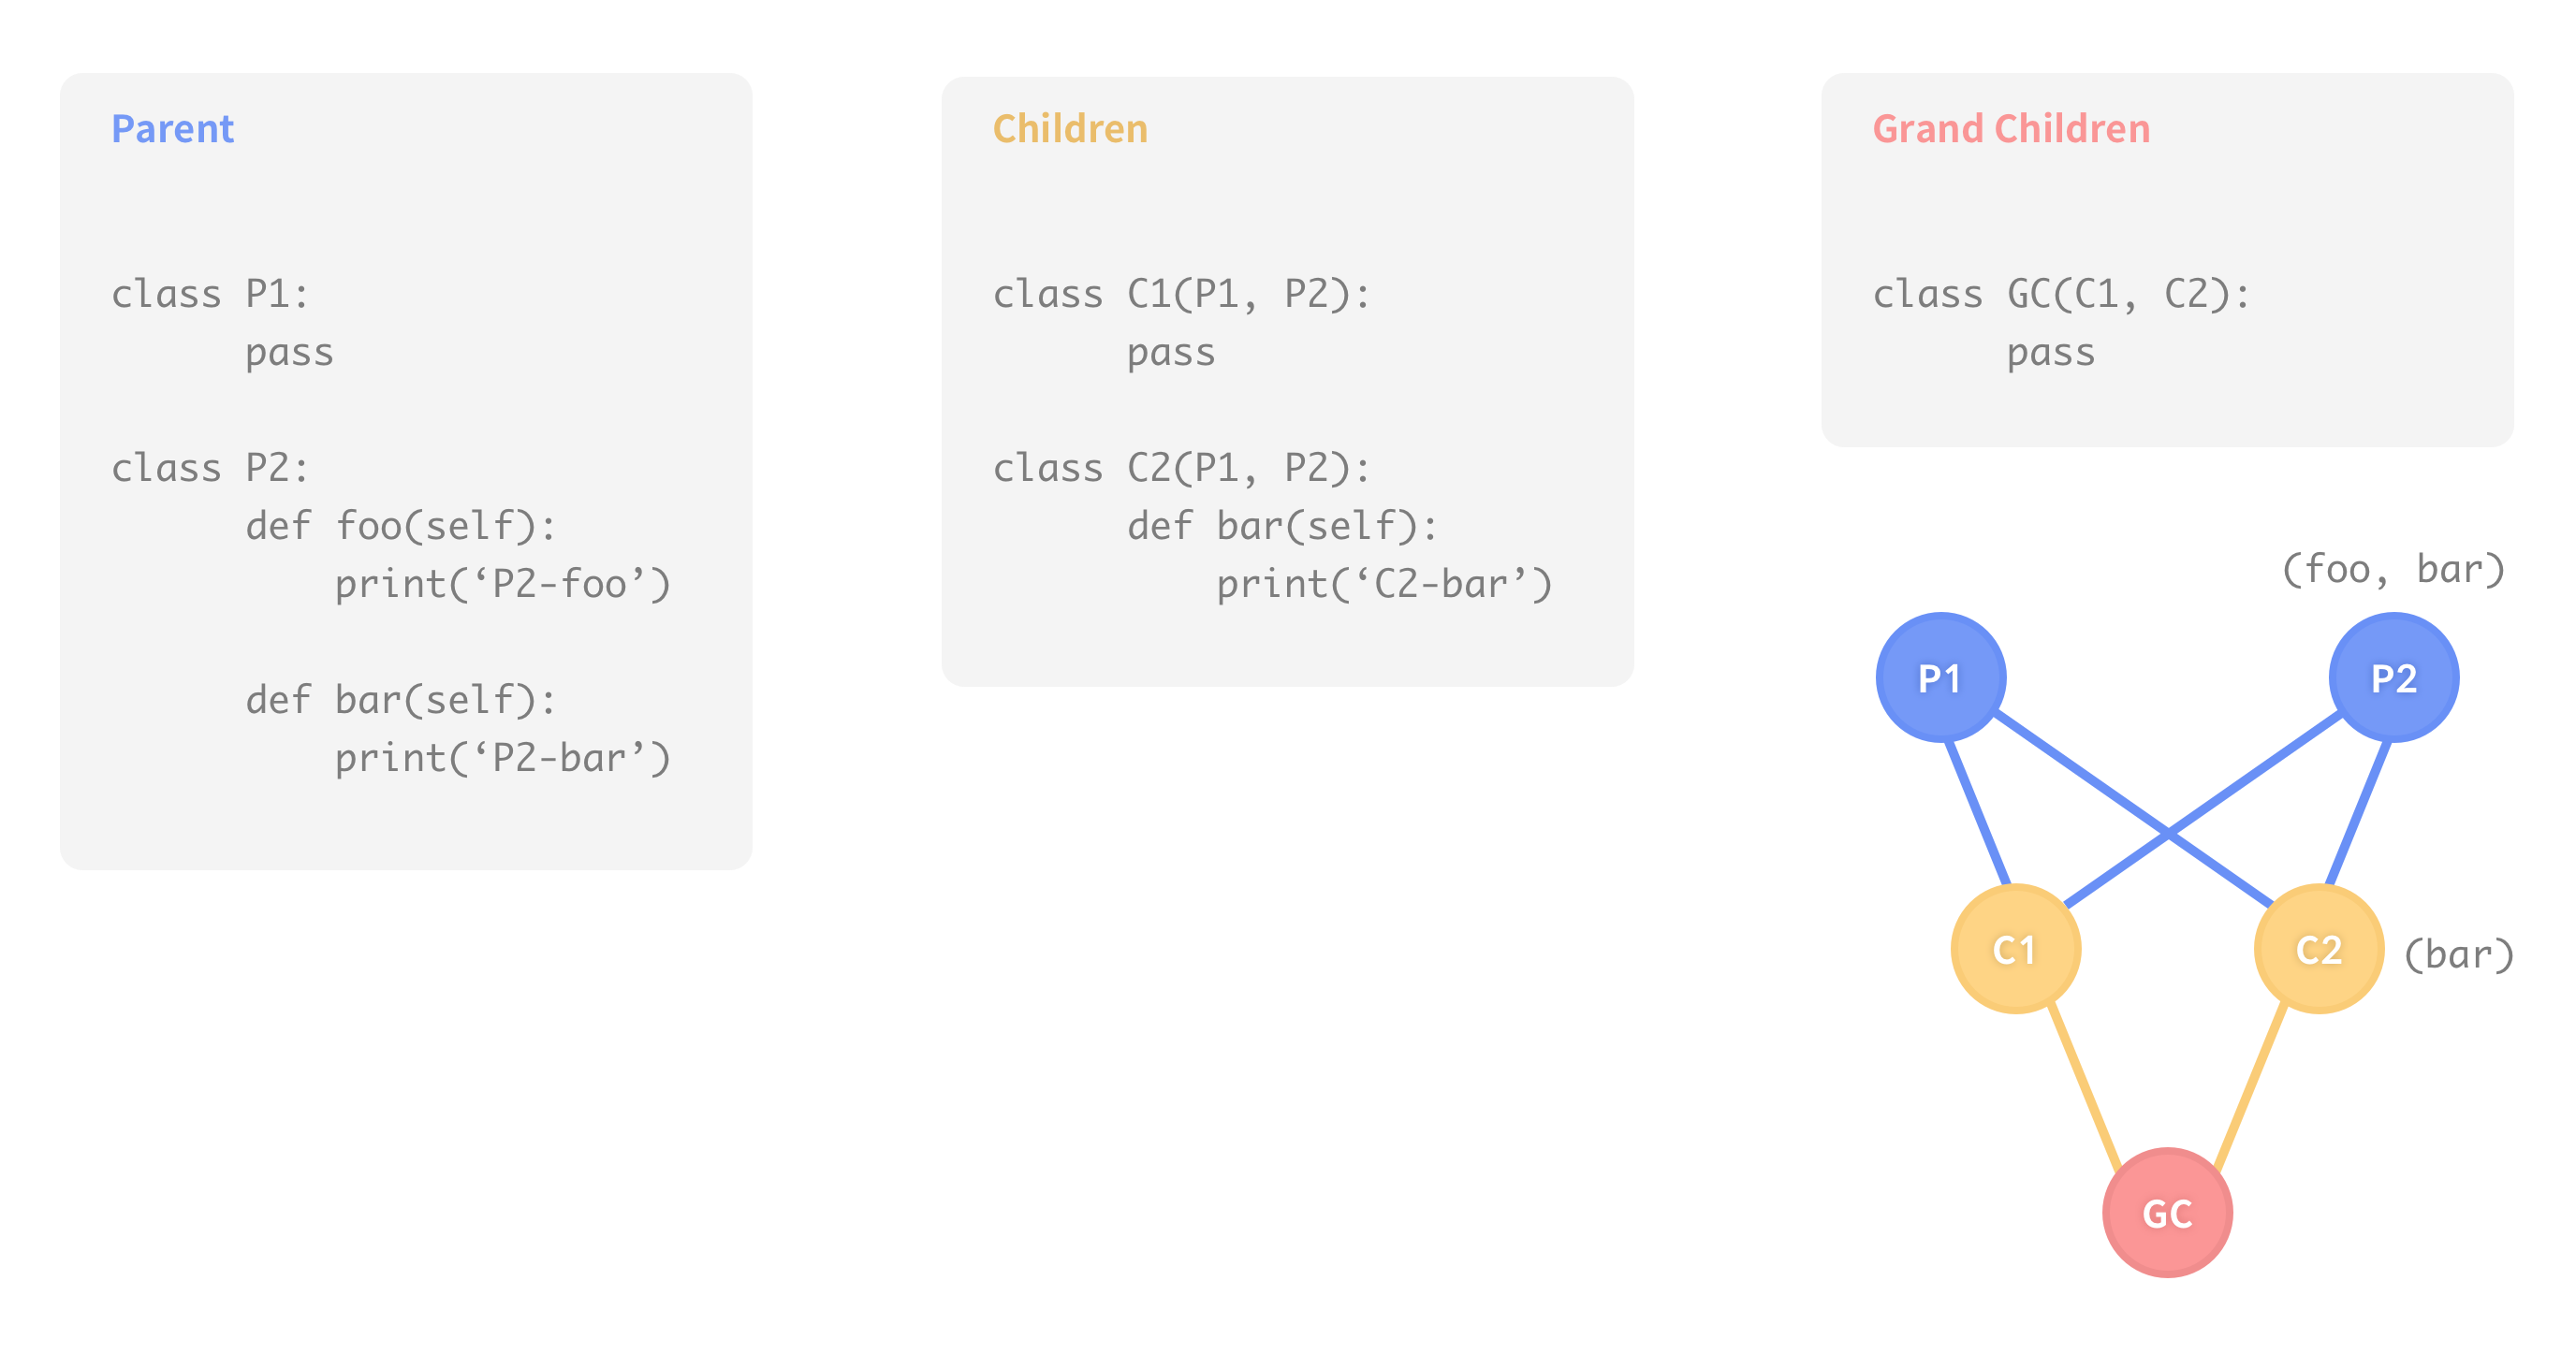 Parent
class P1:
pass
class P2:
def foo(self):
print(‘P2-foo’)
def bar(self):
print(‘P2-bar’)
Children
class C1(P1, P2):
pass
class C2(P1, P2):
def bar(self):
print(‘C2-bar’)
Grand Children
class GC(C1, C2):
pass
(foo, bar)
P1
P2
C1
C2
(bar)
GC